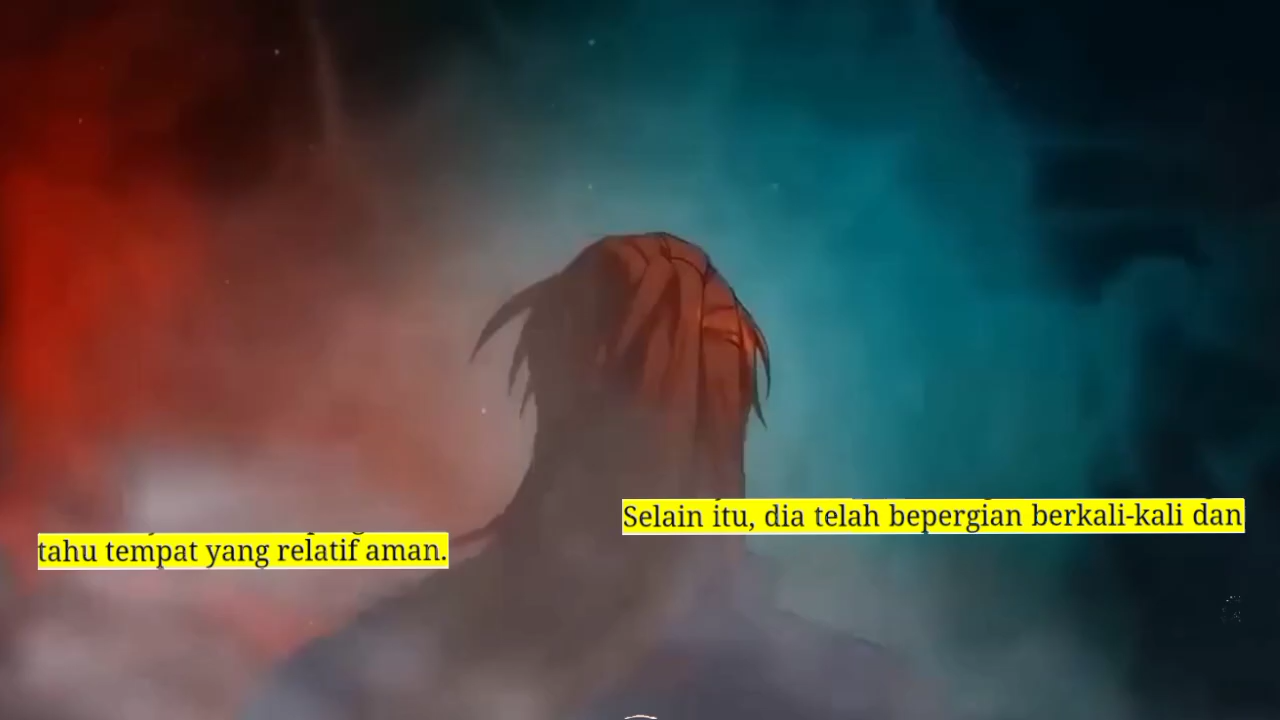 Selain itu, dia telah bepergian berkali-kali dan
tahu tempat yang relatif aman.